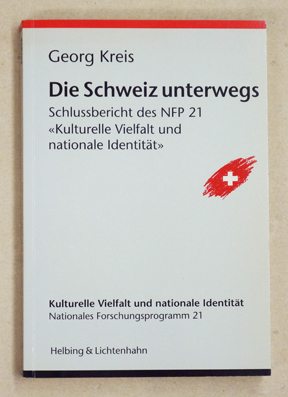 Georg Kreis
Die Schweiz unterwegs
Schlussbericht des NFP 21
«Kulturelle Vielfalt und
nationale Identität»
Kulturelle Vielfalt und nationale Identität
Nationales Forschungsprogramm 21
Helbing & Lichtenhahn